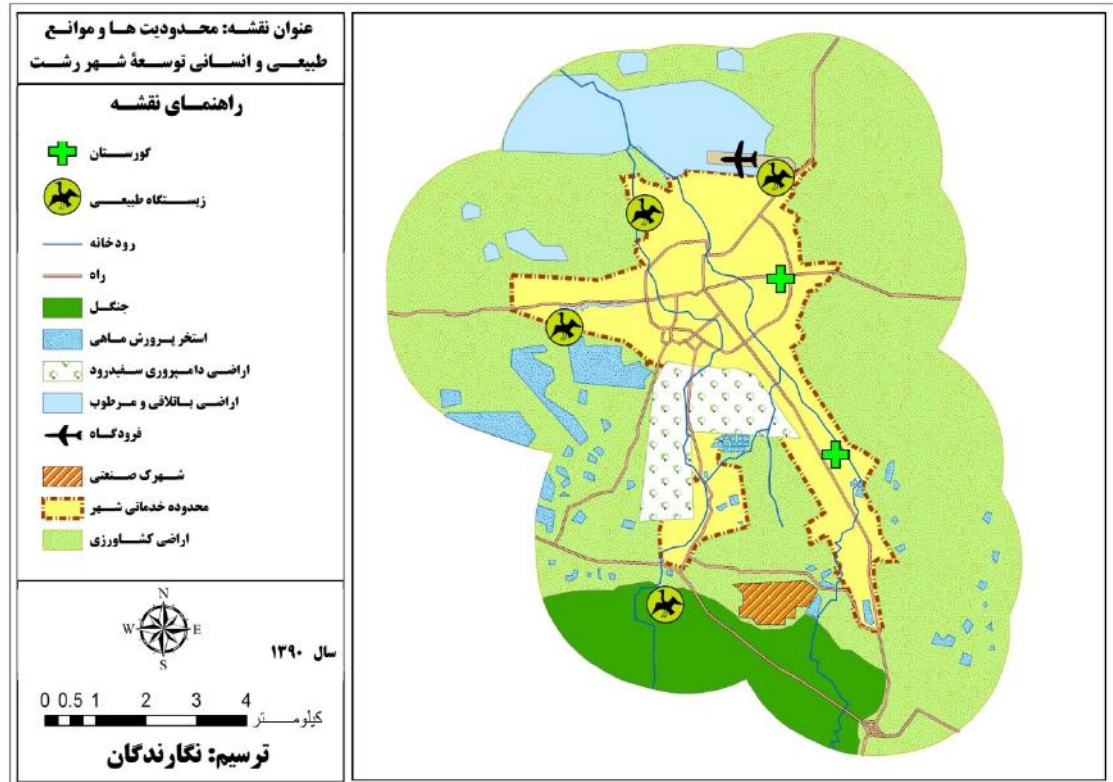 عنوان نقشه: محدودیت ها و موانع
طبیعی و انسانی توسعهٔ شهر رشت
راهنمای نقشه
گورستان
زیستگاه طبیعی
رودخانه
راه
جنگل
استخر پرورش ماهی
اراضی دامپروری سفیدرود
اراضی باتلاقی و مرطوب
فرودگاه
شهرک صنعتی
محدوده خدماتی شهر
اراضی کشاورزی
N
W E
S
سال ۱۳۹۰
0 0.5 1 2 3 4
کیلومتر
ترسیم: نگارندگان